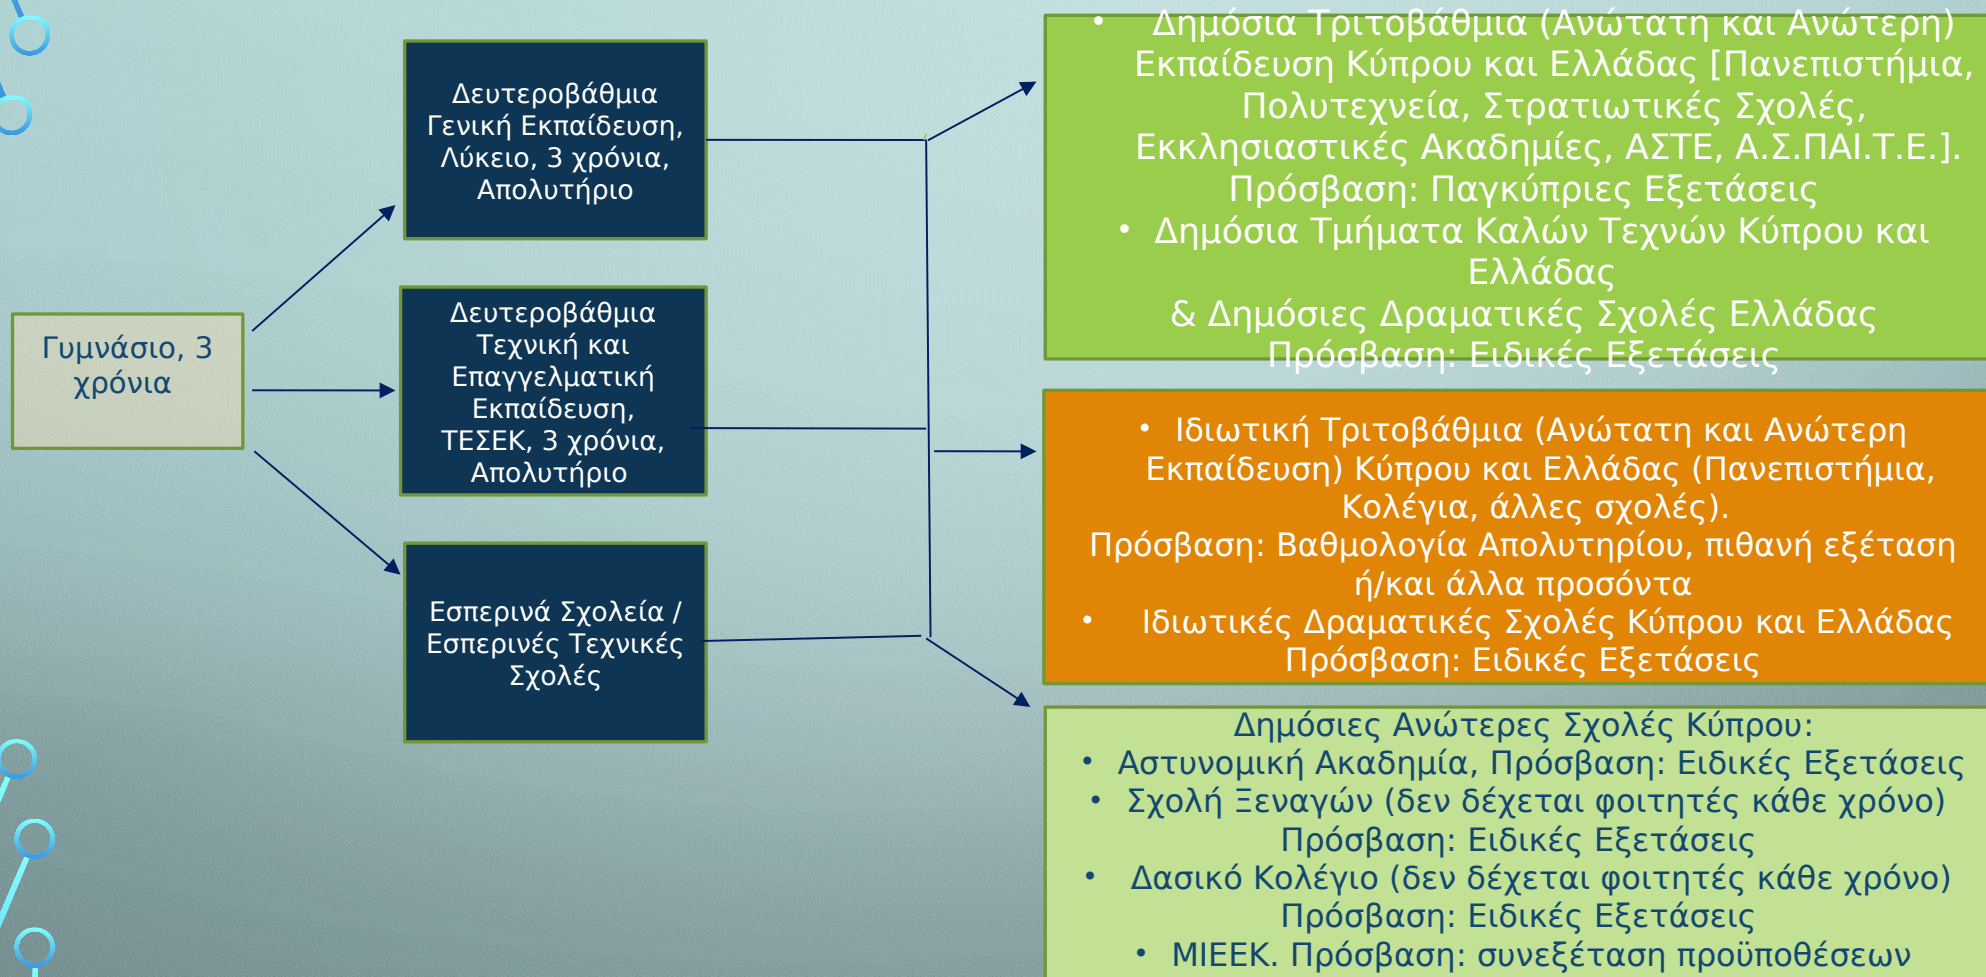 Γυμνάσιο, 3
χρόνια
Δευτεροβάθμια
Γενική Εκπαίδευση,
Λύκειο, 3 χρόνια,
Απολυτήριο
Δευτεροβάθμια
Τεχνική και
Επαγγελματική
Εκπαίδευση,
ΤΕΣΕΚ, 3 χρόνια,
Απολυτήριο
Εσπερινά Σχολεία /
Εσπερινές Τεχνικές
Σχολές
• Δημόσια Τριτοβάθμια (Ανώτατη και Ανώτερη)
Εκπαίδευση Κύπρου και Ελλάδας [Πανεπιστήμια,
Πολυτεχνεία, Στρατιωτικές Σχολές,
Εκκλησιαστικές Ακαδημίες, ΑΣΤΕ, Α.Σ.ΠΑΙ.Τ.Ε.].
Πρόσβαση: Παγκύπριες Εξετάσεις
• Δημόσια Τμήματα Καλών Τεχνών Κύπρου και
Ελλάδας
& Δημόσιες Δραματικές Σχολές Ελλάδας
Πρόσβαση: Ειδικές Εξετάσεις
• Ιδιωτική Τριτοβάθμια (Ανώτατη και Ανώτερη
Εκπαίδευση) Κύπρου και Ελλάδας (Πανεπιστήμια,
Κολέγια, άλλες σχολές).
Πρόσβαση: Βαθμολογία Απολυτηρίου, πιθανή εξέταση
ή/και άλλα προσόντα
• Ιδιωτικές Δραματικές Σχολές Κύπρου και Ελλάδας
Πρόσβαση: Ειδικές Εξετάσεις
Δημόσιες Ανώτερες Σχολές Κύπρου:
• Αστυνομική Ακαδημία, Πρόσβαση: Ειδικές Εξετάσεις
• Σχολή Ξεναγών (δεν δέχεται φοιτητές κάθε χρόνο)
Πρόσβαση: Ειδικές Εξετάσεις
• Δασικό Κολέγιο (δεν δέχεται φοιτητές κάθε χρόνο)
Πρόσβαση: Ειδικές Εξετάσεις
• ΜΙΕΕΚ. Πρόσβαση: συνεξέταση προϋποθέσεων